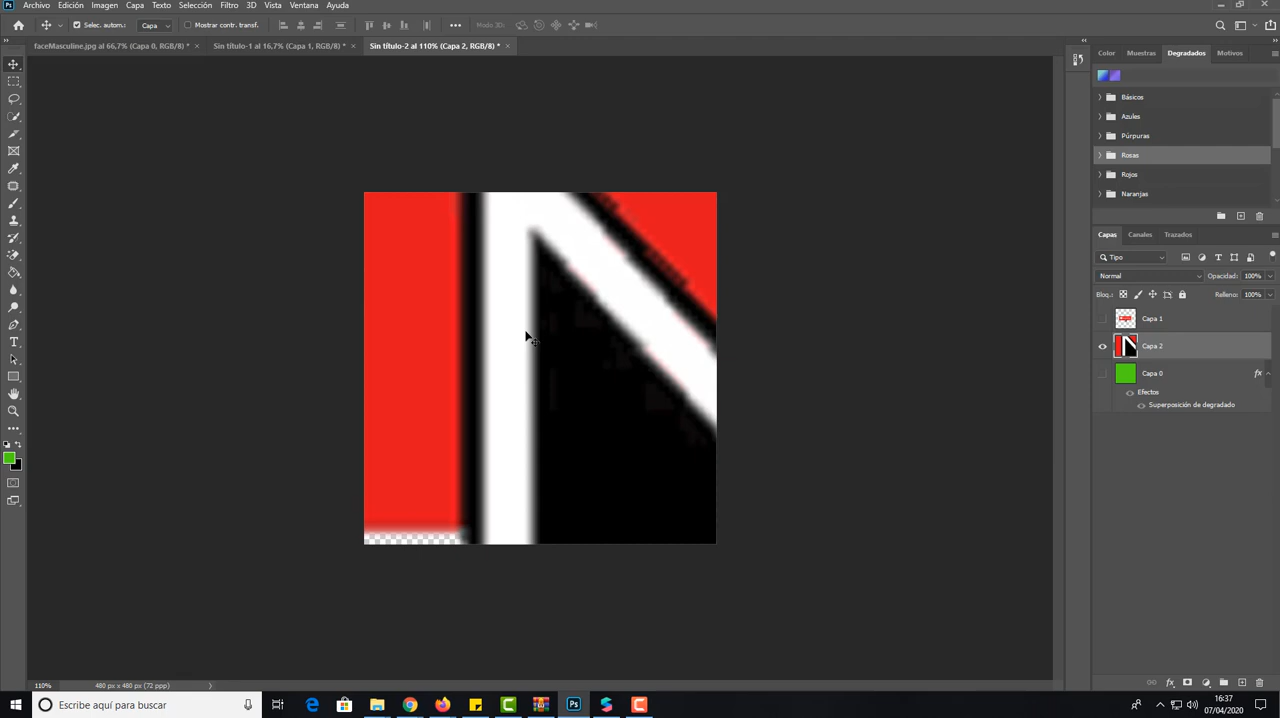 Archivo Edición Imagen Capa Texto Selección Filtro 3D Vista Ventana Ayuda
Selec. autom.: Capa Mostrar contr. transf. Modo 3D:
faceMasculine.jpg al 66,7% (Capa 0, RGB/8) * × Sin título-1 al 16,7% (Capa 1, RGB/8) * × Sin título-2 al 110% (Capa 2, RGB/8) * ×
Color Muestras Degradados Motivos
Básicos
Azules
Púrpuras
Rosas
Rojos
Naranjas
Capas Canales Trazados
Tipo
Normal Opacidad: 100%
Bloq.: Relleno: 100%
Capa 1
Capa 2
Capa 0 fx
Efectos
Superposición de degradado
110% 480 px x 480 px (72 ppp)
Escribe aquí para buscar
16:37
07/04/2020